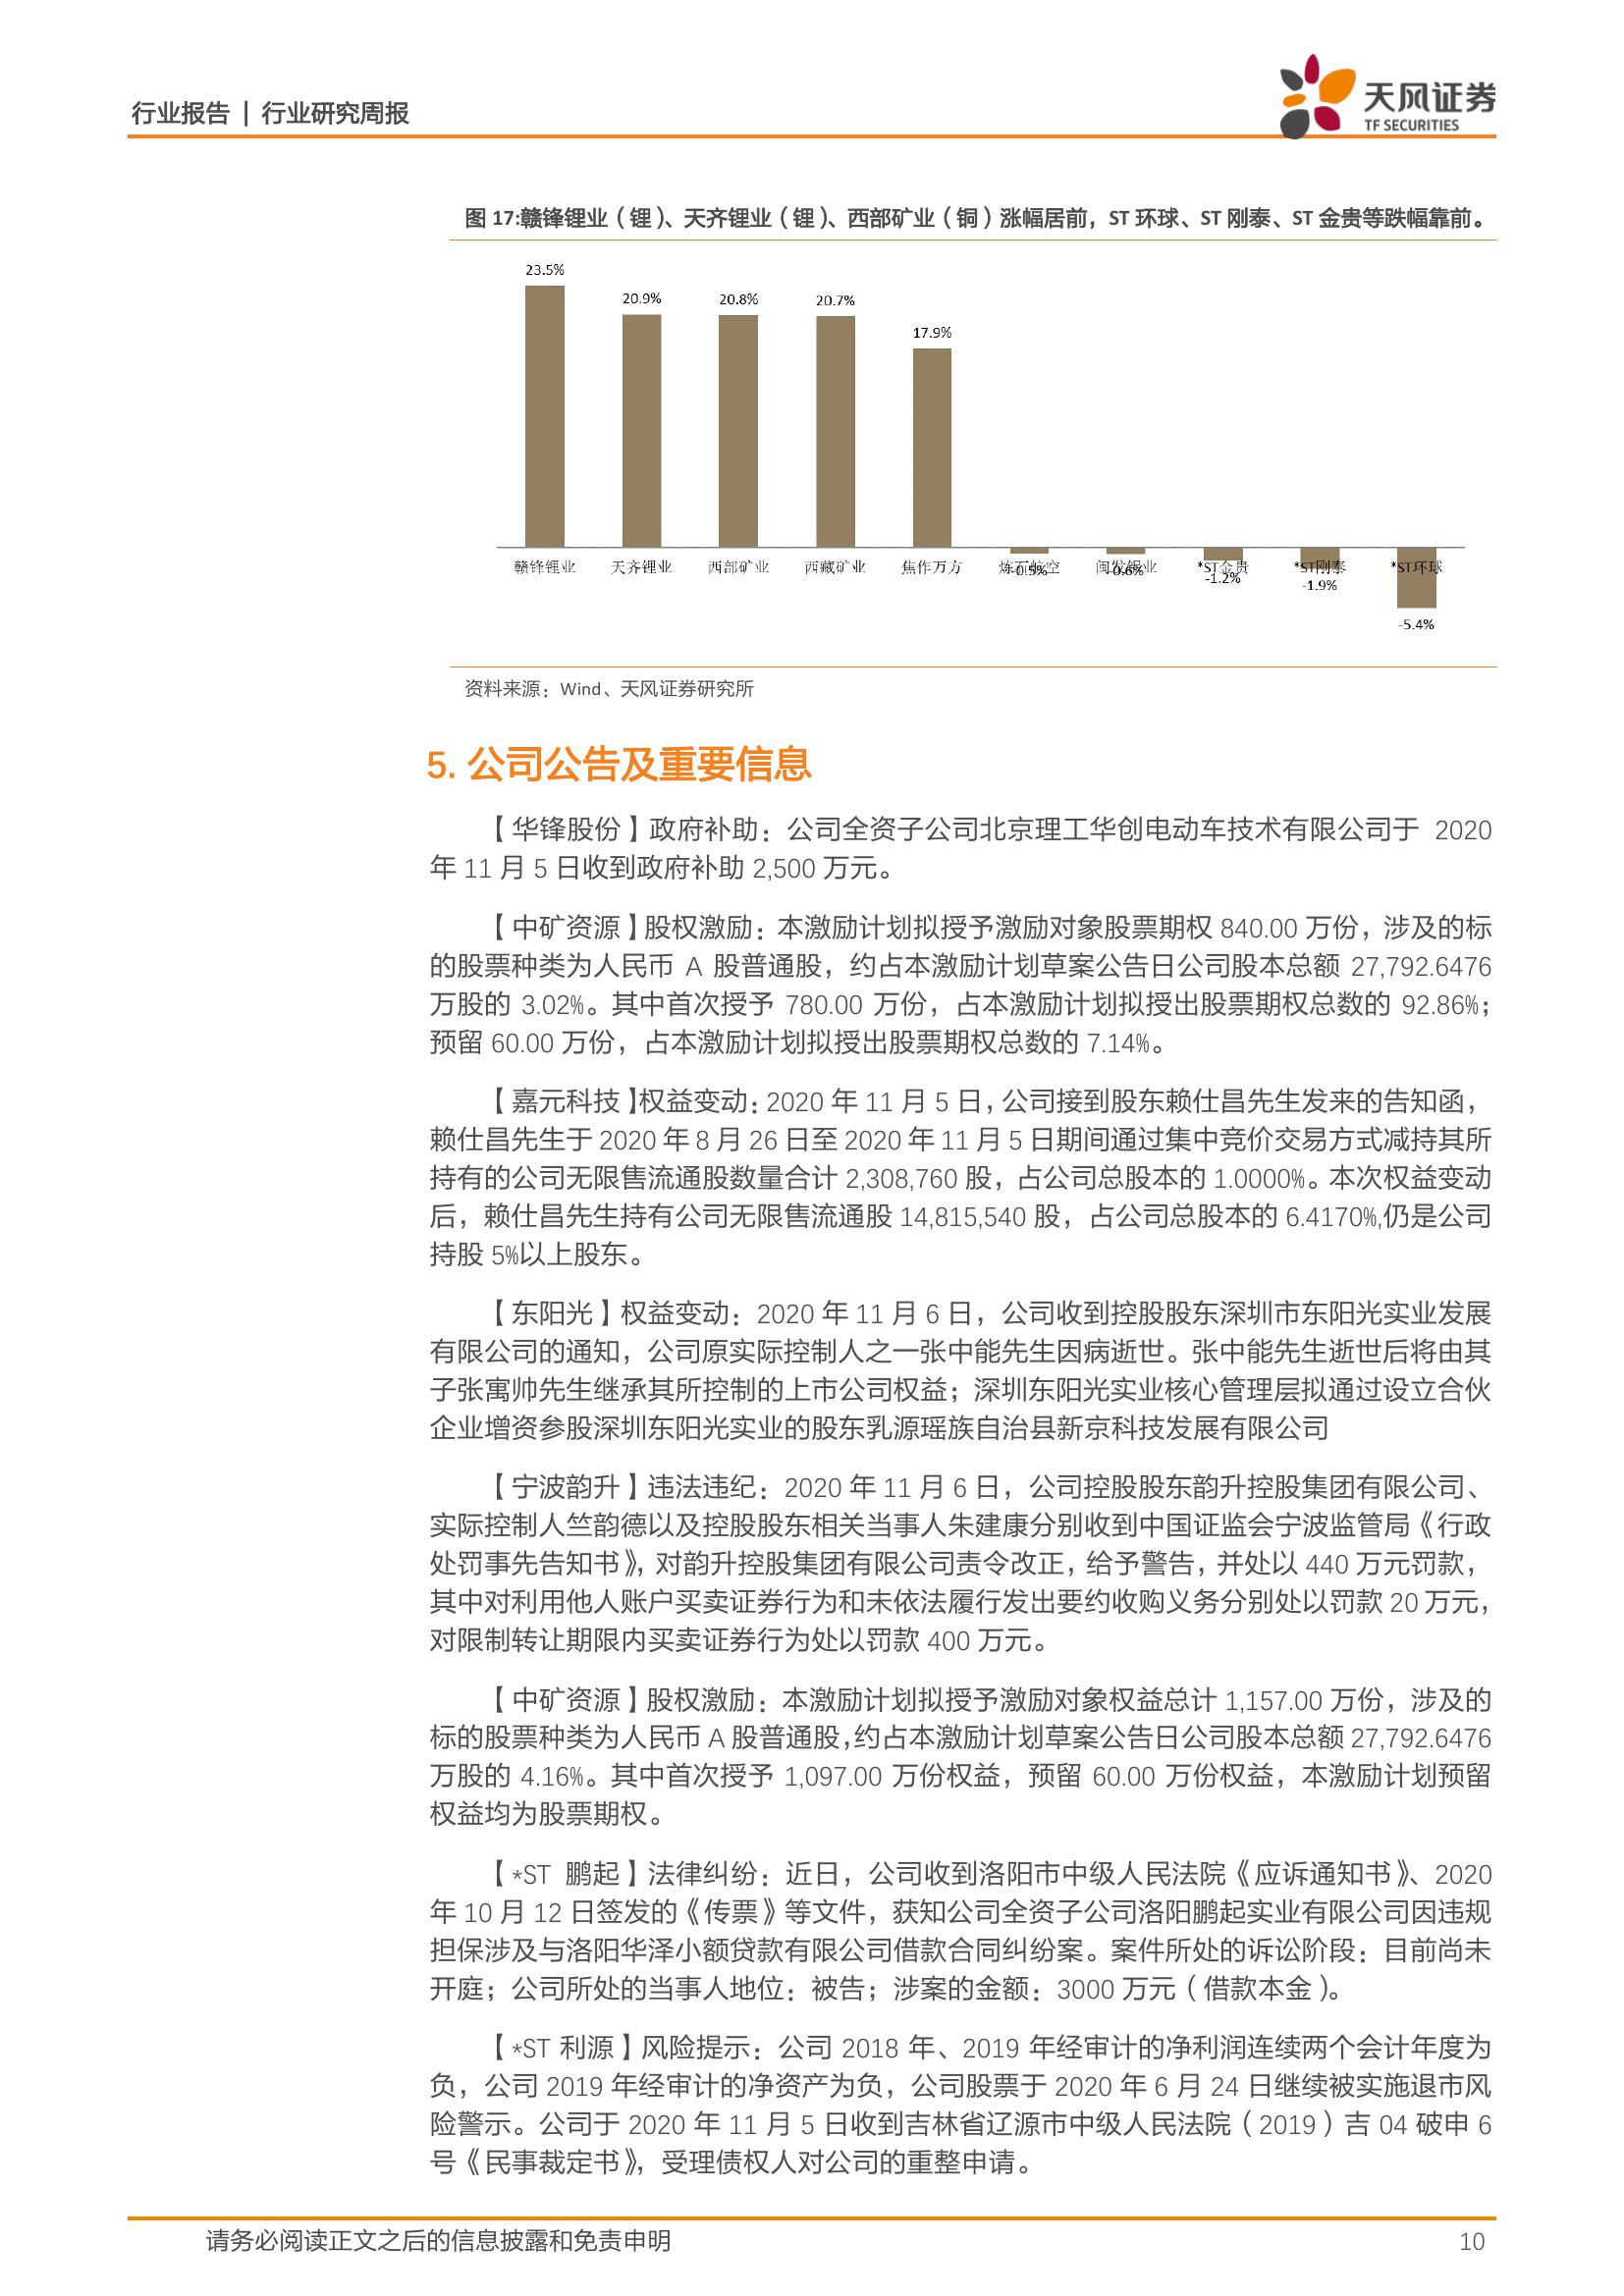 行业报告 | 行业研究周报
天风证券
TF SECURITIES
图 17:赣锋锂业（锂）、天齐锂业（锂）、西部矿业（铜）涨幅居前，ST 环球、ST 刚泰、ST 金贵等跌幅靠前。
23.5%
20.9%
20.8%
20.7%
17.9%
赣锋锂业
天齐锂业
西部矿业
西藏矿业
焦作万方
炼石航空
闽发铝业
*ST金贵
*ST刚泰
*ST环球
-0.5%
-0.6%
-1.2%
-1.9%
-5.4%
资料来源：Wind、天风证券研究所
5. 公司公告及重要信息
【华锋股份】政府补助：公司全资子公司北京理工华创电动车技术有限公司于 2020
年 11 月 5 日收到政府补助 2,500 万元。
【中矿资源】股权激励：本激励计划拟授予激励对象股票期权 840.00 万份，涉及的标
的股票种类为人民币 A 股普通股，约占本激励计划草案公告日公司股本总额 27,792.6476
万股的 3.02%。其中首次授予 780.00 万份，占本激励计划拟授出股票期权总数的 92.86%；
预留 60.00 万份，占本激励计划拟授出股票期权总数的 7.14%。
【嘉元科技】权益变动：2020 年 11 月 5 日，公司接到股东赖仕昌先生发来的告知函，
赖仕昌先生于 2020 年 8 月 26 日至 2020 年 11 月 5 日期间通过集中竞价交易方式减持其所
持有的公司无限售流通股数量合计 2,308,760 股，占公司总股本的 1.0000%。本次权益变动
后，赖仕昌先生持有公司无限售流通股 14,815,540 股，占公司总股本的 6.4170%,仍是公司
持股 5%以上股东。
【东阳光】权益变动：2020 年 11 月 6 日，公司收到控股股东深圳市东阳光实业发展
有限公司的通知，公司原实际控制人之一张中能先生因病逝世。张中能先生逝世后将由其
子张寓帅先生继承其所控制的上市公司权益；深圳东阳光实业核心管理层拟通过设立合伙
企业增资参股深圳东阳光实业的股东乳源瑶族自治县新京科技发展有限公司
【宁波韵升】违法违纪：2020 年 11 月 6 日，公司控股股东韵升控股集团有限公司、
实际控制人竺韵德以及控股股东相关当事人朱建康分别收到中国证监会宁波监管局《行政
处罚事先告知书》，对韵升控股集团有限公司责令改正，给予警告，并处以 440 万元罚款，
其中对利用他人账户买卖证券行为和未依法履行发出要约收购义务分别处以罚款 20 万元，
对限制转让期限内买卖证券行为处以罚款 400 万元。
【中矿资源】股权激励：本激励计划拟授予激励对象权益总计 1,157.00 万份，涉及的
标的股票种类为人民币 A 股普通股，约占本激励计划草案公告日公司股本总额 27,792.6476
万股的 4.16%。其中首次授予 1,097.00 万份权益，预留 60.00 万份权益，本激励计划预留
权益均为股票期权。
【*ST 鹏起】法律纠纷：近日，公司收到洛阳市中级人民法院《应诉通知书》、2020
年 10 月 12 日签发的《传票》等文件，获知公司全资子公司洛阳鹏起实业有限公司因违规
担保涉及与洛阳华泽小额贷款有限公司借款合同纠纷案。案件所处的诉讼阶段：目前尚未
开庭；公司所处的当事人地位：被告；涉案的金额：3000 万元（借款本金）。
【*ST 利源】风险提示：公司 2018 年、2019 年经审计的净利润连续两个会计年度为
负，公司 2019 年经审计的净资产为负，公司股票于 2020 年 6 月 24 日继续被实施退市风
险警示。公司于 2020 年 11 月 5 日收到吉林省辽源市中级人民法院（2019）吉 04 破申 6
号《民事裁定书》，受理债权人对公司的重整申请。
请务必阅读正文之后的信息披露和免责申明
10